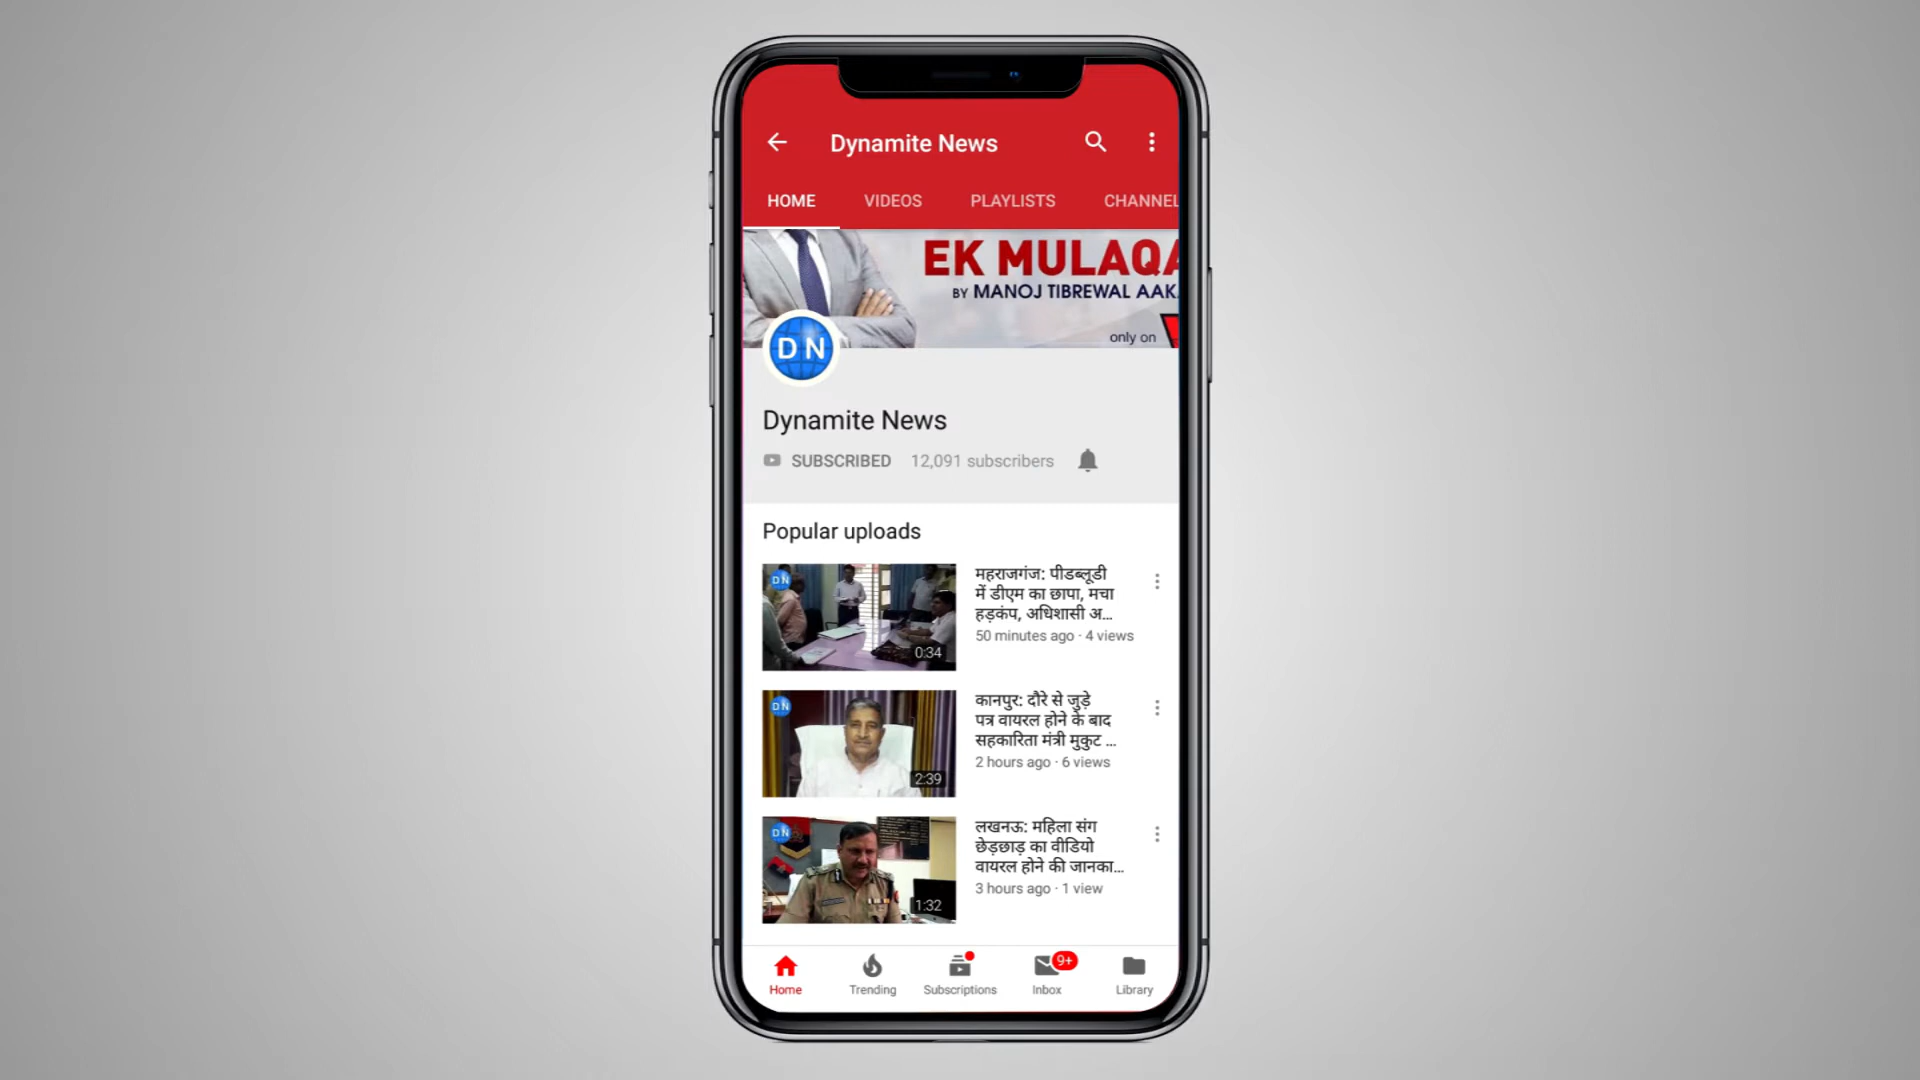 Dynamite News
HOME VIDEOS PLAYLISTS CHANNEL
EK MULAQA
BY MANOJ TIBREWAL AAK
only on
DN
Dynamite News
SUBSCRIBED 12,091 subscribers
Popular uploads
DN
0:34
महराजगंज: पीडब्लूडी
में डीएम का छापा, मचा
हड़कंप, अधिशासी अ...
50 minutes ago · 4 views
DN
2:39
कानपुर: दौरे से जुड़े
पत्र वायरल होने के बाद
सहकारिता मंत्री मुकुट ...
2 hours ago · 6 views
DN
1:32
लखनऊ: महिला संग
छेड़छाड़ का वीडियो
वायरल होने की जानका...
3 hours ago · 1 view
9+
Home Trending Subscriptions Inbox Library